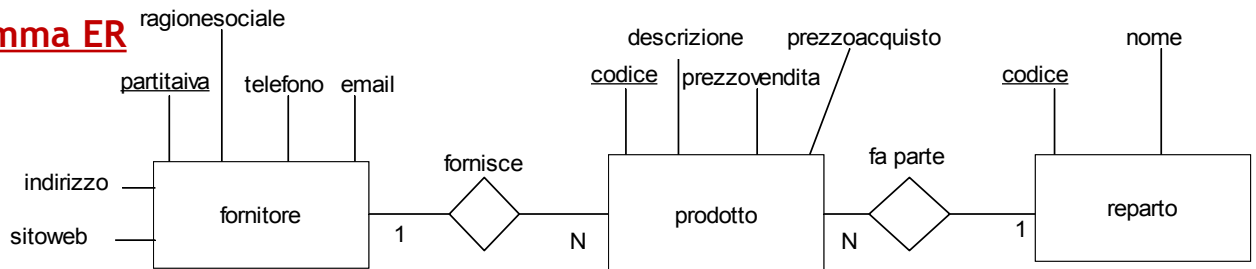 mma ER
ragionesociale
partitaiva telefono email
indirizzo
sitoweb
fornitore
1
fornisce
N
descrizione prezzoacquisto
codice prezzovendita
prodotto
N
fa parte
1
nome
codice
reparto